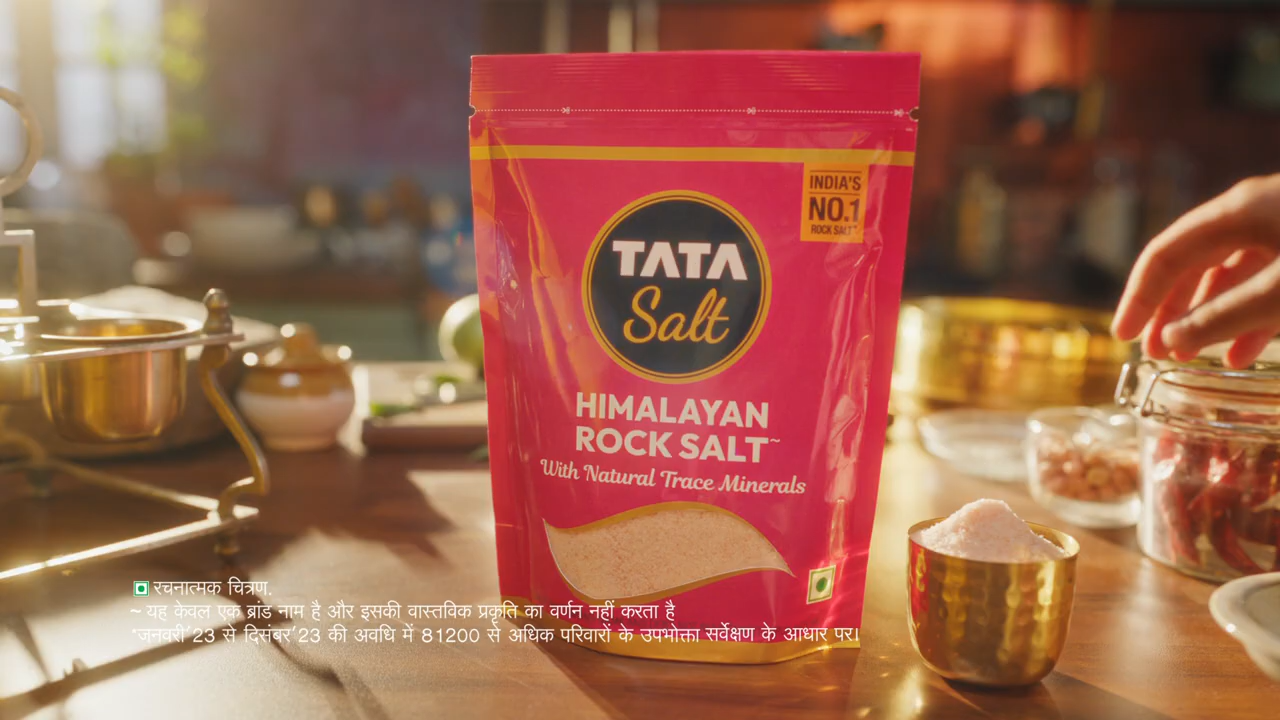 INDIA'S
NO.1
ROCK SALT*
TATA
Salt
HIMALAYAN
ROCK SALT~
With Natural Trace Minerals
रचनात्मक चित्रण.
~ यह केवल एक ब्रांड नाम है और इसकी वास्तविक प्रकृति का वर्णन नहीं करता है
*जनवरी'23 से दिसंबर'23 की अवधि में 81200 से अधिक परिवारों के उपभोक्ता सर्वेक्षण के आधार पर।